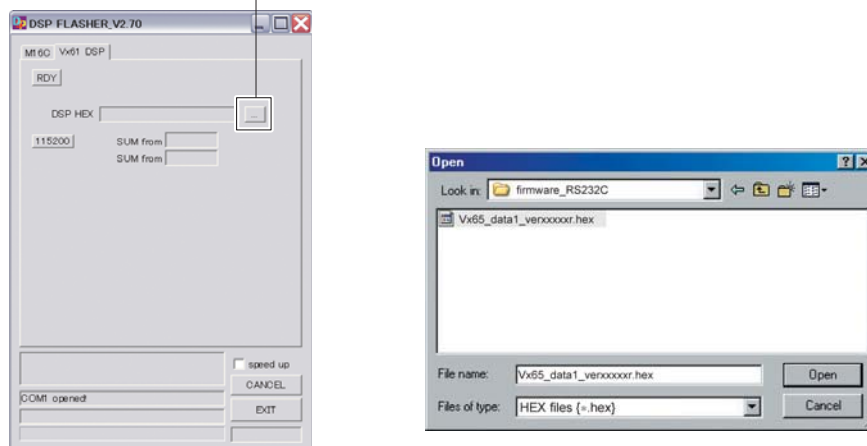 DSP FLASHER_V2.70
M16C Vx61 DSP
RDY
DSP HEX ...
115200 SUM from
SUM from
speed up
CANCEL
COM1 opened!
EXIT
Open
Look in: firmware_RS232C
Vx65_data1_verxxxxxr.hex
File name: Vx65_data1_verxxxxxr.hex Open
Files of type: HEX files {*.hex} Cancel